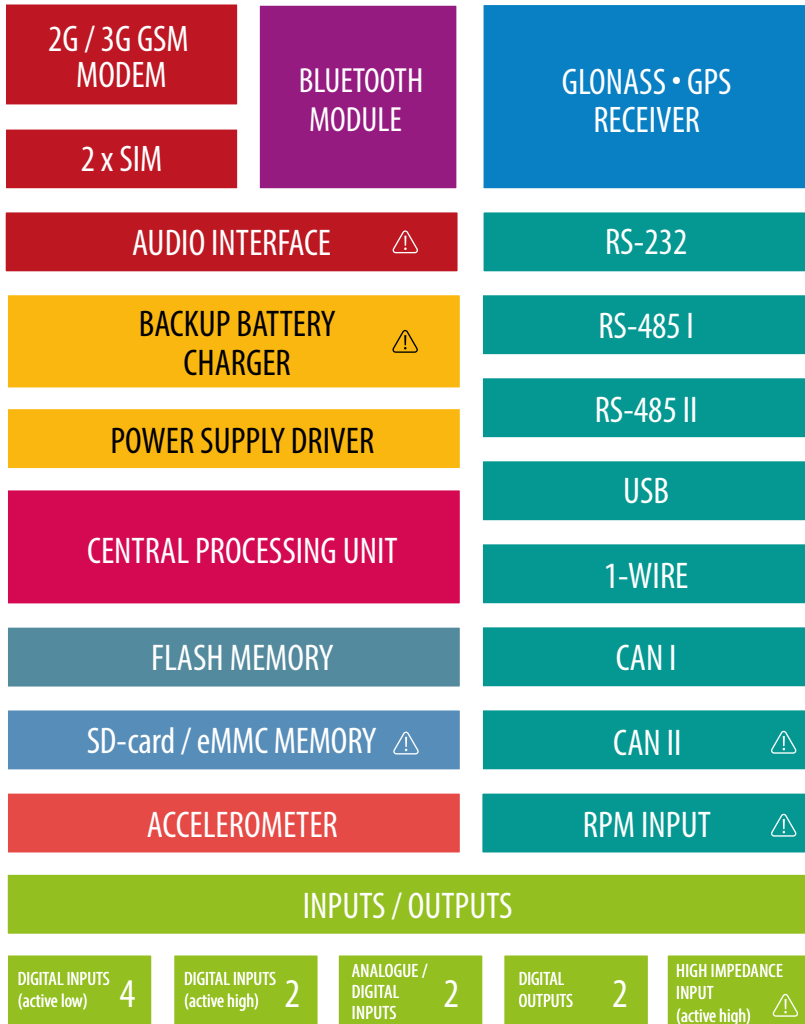 2G / 3G GSM
MODEM
2 x SIM
BLUETOOTH
MODULE
GLONASS • GPS
RECEIVER
AUDIO INTERFACE
RS-232
BACKUP BATTERY
CHARGER
RS-485 I
POWER SUPPLY DRIVER
RS-485 II
USB
CENTRAL PROCESSING UNIT
1-WIRE
FLASH MEMORY
CAN I
SD-card / eMMC MEMORY
CAN II
ACCELEROMETER
RPM INPUT
INPUTS / OUTPUTS
DIGITAL INPUTS
(active low)
4
DIGITAL INPUTS
(active high)
2
ANALOGUE /
DIGITAL
INPUTS
2
DIGITAL
OUTPUTS
2
HIGH IMPEDANCE
INPUT
(active high)